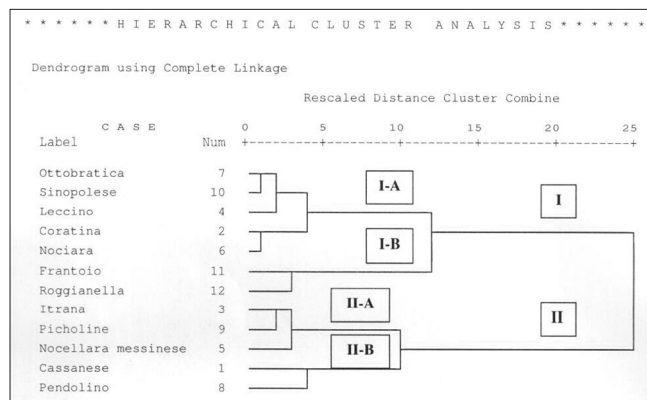 * * * * * * H I E R A R C H I C A L  C L U S T E R  A N A L Y S I S * * * * * *
Dendrogram using Complete Linkage
Rescaled Distance Cluster Combine
C A S E 0 5 10 15 20 25
Label Num +---------+---------+---------+---------+---------+
Ottobratica 7
Sinopolese 10
Leccino 4
Coratina 2
Nociara 6
Frantoio 11
Roggianella 12
Itrana 3
Picholine 9
Nocellara messinese 5
Cassanese 1
Pendolino 8
I-A
I
I-B
II-A
II
II-B